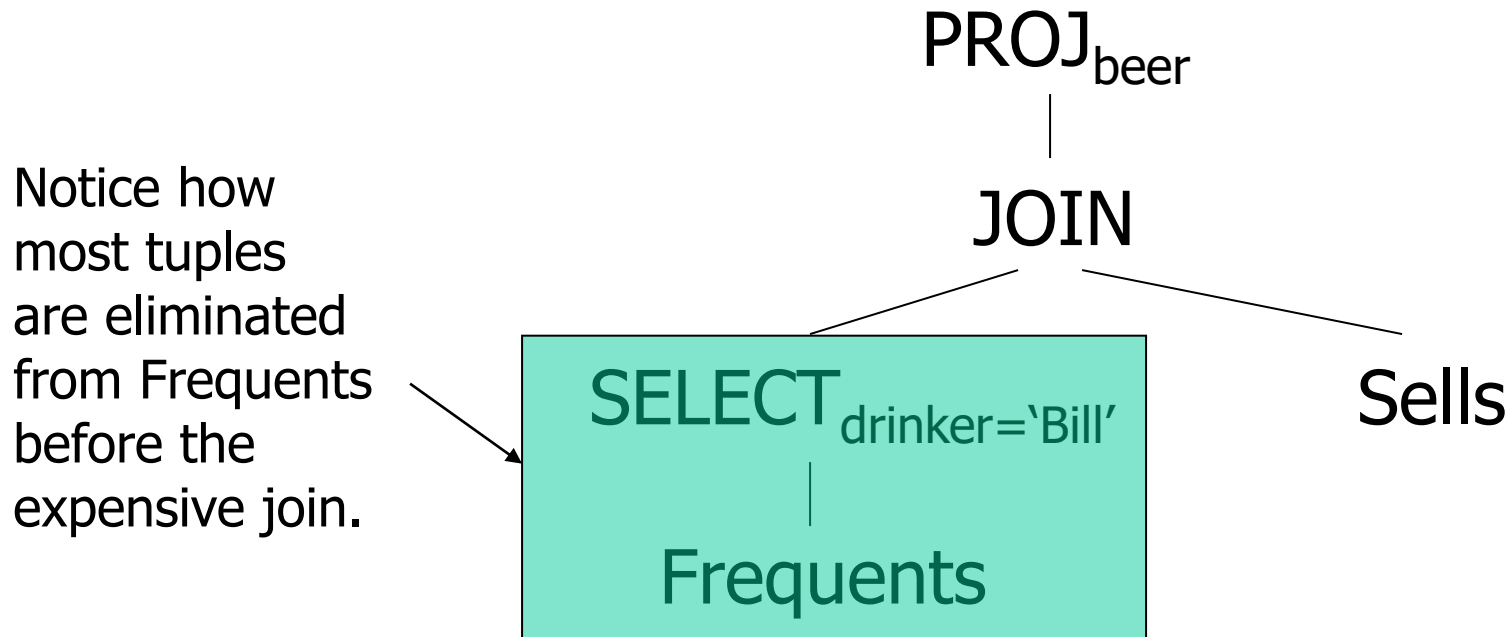 PROJbeer
JOIN
Notice how
most tuples
are eliminated
from Frequents
before the
expensive join.
SELECTdrinker=‘Bill’
Sells
Frequents